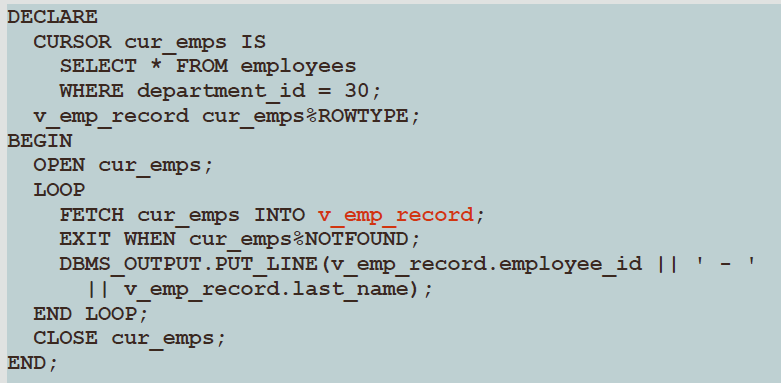 DECLARE
CURSOR cur_emps IS
SELECT * FROM employees
WHERE department_id = 30;
v_emp_record cur_emps%ROWTYPE;
BEGIN
OPEN cur_emps;
LOOP
FETCH cur_emps INTO v_emp_record;
EXIT WHEN cur_emps%NOTFOUND;
DBMS_OUTPUT.PUT_LINE(v_emp_record.employee_id || ' - '
|| v_emp_record.last_name);
END LOOP;
CLOSE cur_emps;
END;